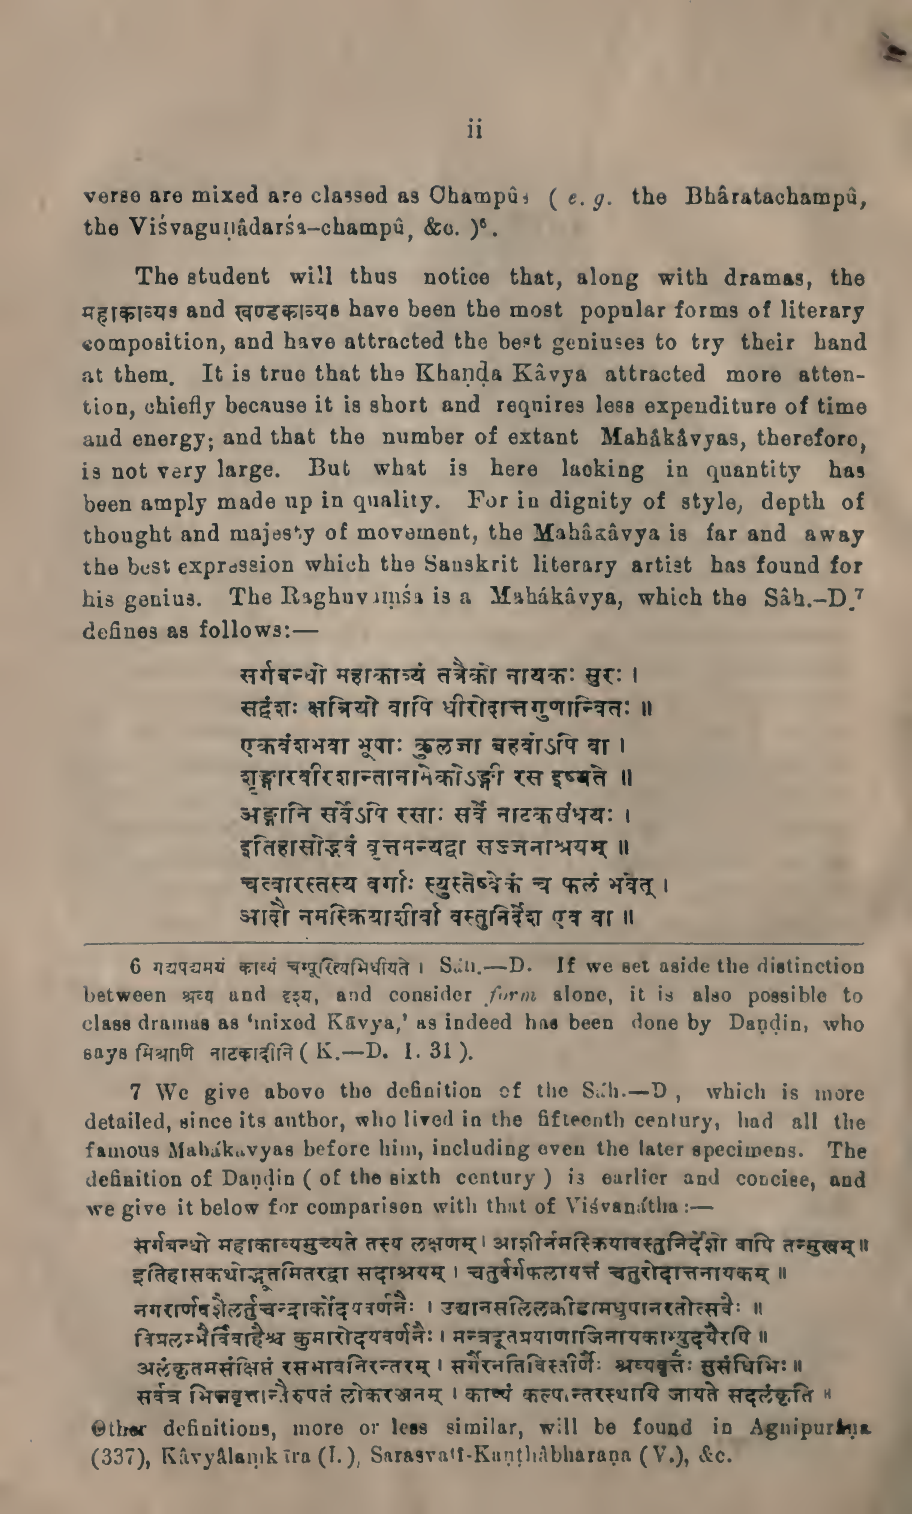 ii
verse are mixed are classed as Champûs ( e. g. the Bhâratachampû,
the Viśvaguṇâdarśa-champû, &c. )⁶.
The student will thus notice that, along with dramas, the
महाकाव्यs and खण्डकाव्यs have been the most popular forms of literary
composition, and have attracted the best geniuses to try their hand
at them. It is true that the Khaṇḍa Kâvya attracted more atten-
tion, chiefly because it is short and requires less expenditure of time
and energy; and that the number of extant Mahâkâvyas, therefore,
is not very large. But what is here lacking in quantity has
been amply made up in quality. For in dignity of style, depth of
thought and majesty of movement, the Mahâkâvya is far and away
the best expression which the Sanskrit literary artist has found for
his genius. The Raghuvaṃśa is a Mahákâvya, which the Sâh.-D.⁷
defines as follows:—
सर्गबन्धो महाकाव्यं तत्रैको नायकः सुरः ।
सद्वंशः क्षत्रियो वापि धीरोदात्तगुणान्वितः ॥
एकवंशभवा भूपाः कुलजा बहवोऽपि वा ।
शृङ्गारवीरशान्तानामेकोऽङ्गी रस इष्यते ॥
अङ्गानि सर्वेऽपि रसाः सर्वे नाटकसंधयः ।
इतिहासोद्भवं वृत्तमन्यद्वा सज्जनाश्रयम् ॥
चत्वारस्तस्य वर्गाः स्युस्तेष्वेकं च फलं भवेत् ।
आदौ नमस्क्रियाशीर्वा वस्तुनिर्देश एव वा ॥
6 गद्यपद्यमयं काव्यं चम्पूरित्यभिधीयते । Sáh.—D. If we set aside the distinction
between श्रव्य and दृश्य, and consider form alone, it is also possible to
class dramas as 'mixed Kāvya,' as indeed has been done by Daṇḍin, who
says मिश्राणि नाटकादीनि ( K.—D. I. 31 ).
7 We give above the definition of the Sáh.—D , which is more
detailed, since its author, who lived in the fifteenth century, had all the
famous Mahákavyas before him, including even the later specimens. The
definition of Daṇḍin ( of the sixth century ) is earlier and concise, and
we give it below for comparison with that of Viśvanátha :—
सर्गबन्धो महाकाव्यमुच्यते तस्य लक्षणम् । आशीर्नमस्क्रियावस्तुनिर्देशो वापि तन्मुखम् ॥
इतिहासकथोद्भूतमितरद्वा सदाश्रयम् । चतुर्वर्गफलायत्तं चतुरोदात्तनायकम् ॥
नगरार्णवशैलर्तुचन्द्रार्कोदयवर्णनैः । उद्यानसलिलक्रीडामधुपानरतोत्सवैः ॥
विप्रलम्भैर्विवाहैश्च कुमारोदयवर्णनैः । मन्त्रदूतप्रयाणाजिनायकाभ्युदयैरपि ॥
अलंकृतमसंक्षिप्तं रसभावनिरन्तरम् । सर्गैरनतिविस्तीर्णैः श्रव्यवृत्तैः सुसंधिभिः ॥
सर्वत्र भिन्नवृत्तान्तैरुपेतं लोकरञ्जनम् । काव्यं कल्पान्तरस्थायि जायते सदलंकृति ॥
Other definitions, more or less similar, will be found in Agnipurâṇa
(337), Kâvyâlaṃkāra (I.), Sarasvatī-Kaṇṭhâbharaṇa (V.), &c.